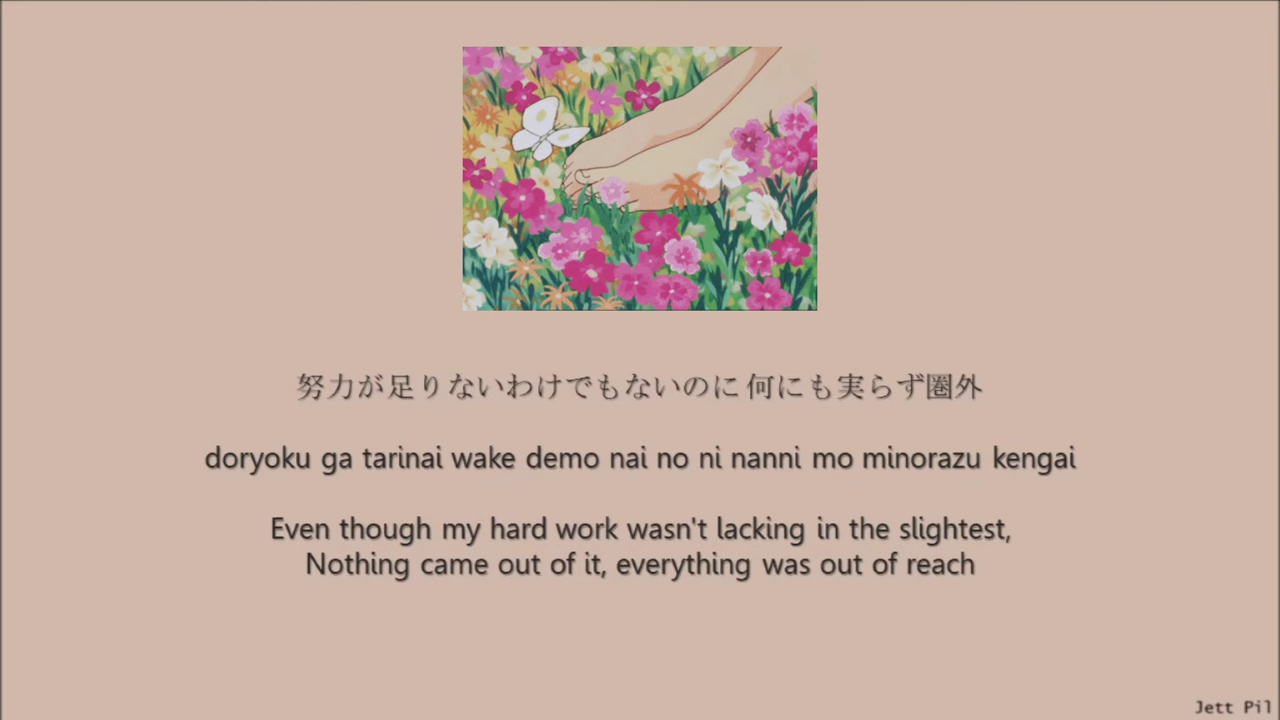 努力が足りないわけでもないのに 何にも実らず圏外
doryoku ga tarinai wake demo nai no ni nanni mo minorazu kengai
Even though my hard work wasn't lacking in the slightest,
Nothing came out of it, everything was out of reach
Jett Pil